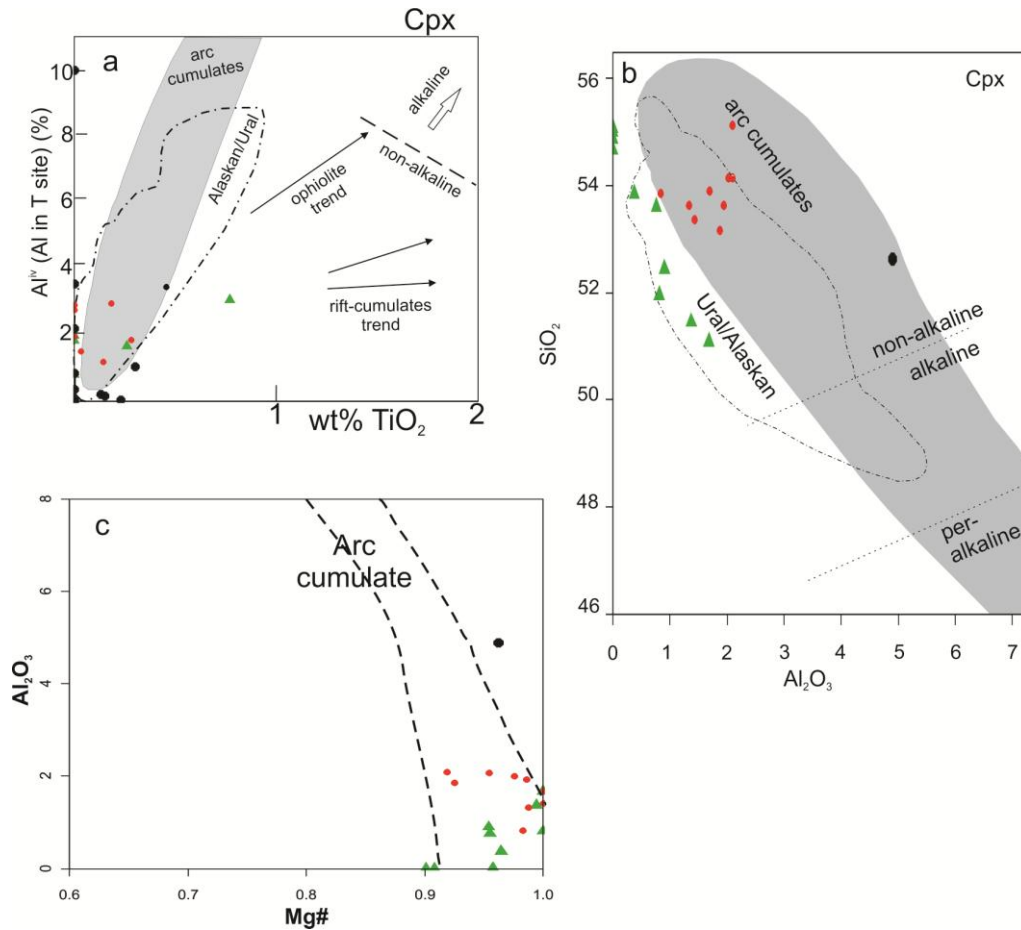 Cpx
a
arc
cumulates
Al^iv (Al in T site) (%)
10
8
6
4
2
Alaskan/Ural
ophiolite
trend
alkaline
non-alkaline
rift-cumulates
trend
1
2
wt% TiO₂
b
Cpx
SiO₂
56
54
52
50
48
46
arc cumulates
Ural/Alaskan
non-alkaline
alkaline
per-
alkaline
0
1
2
3
4
5
6
7
Al₂O₃
c
Al₂O₃
8
6
4
2
0
Arc
cumulate
0.6
0.7
0.8
0.9
1.0
Mg#